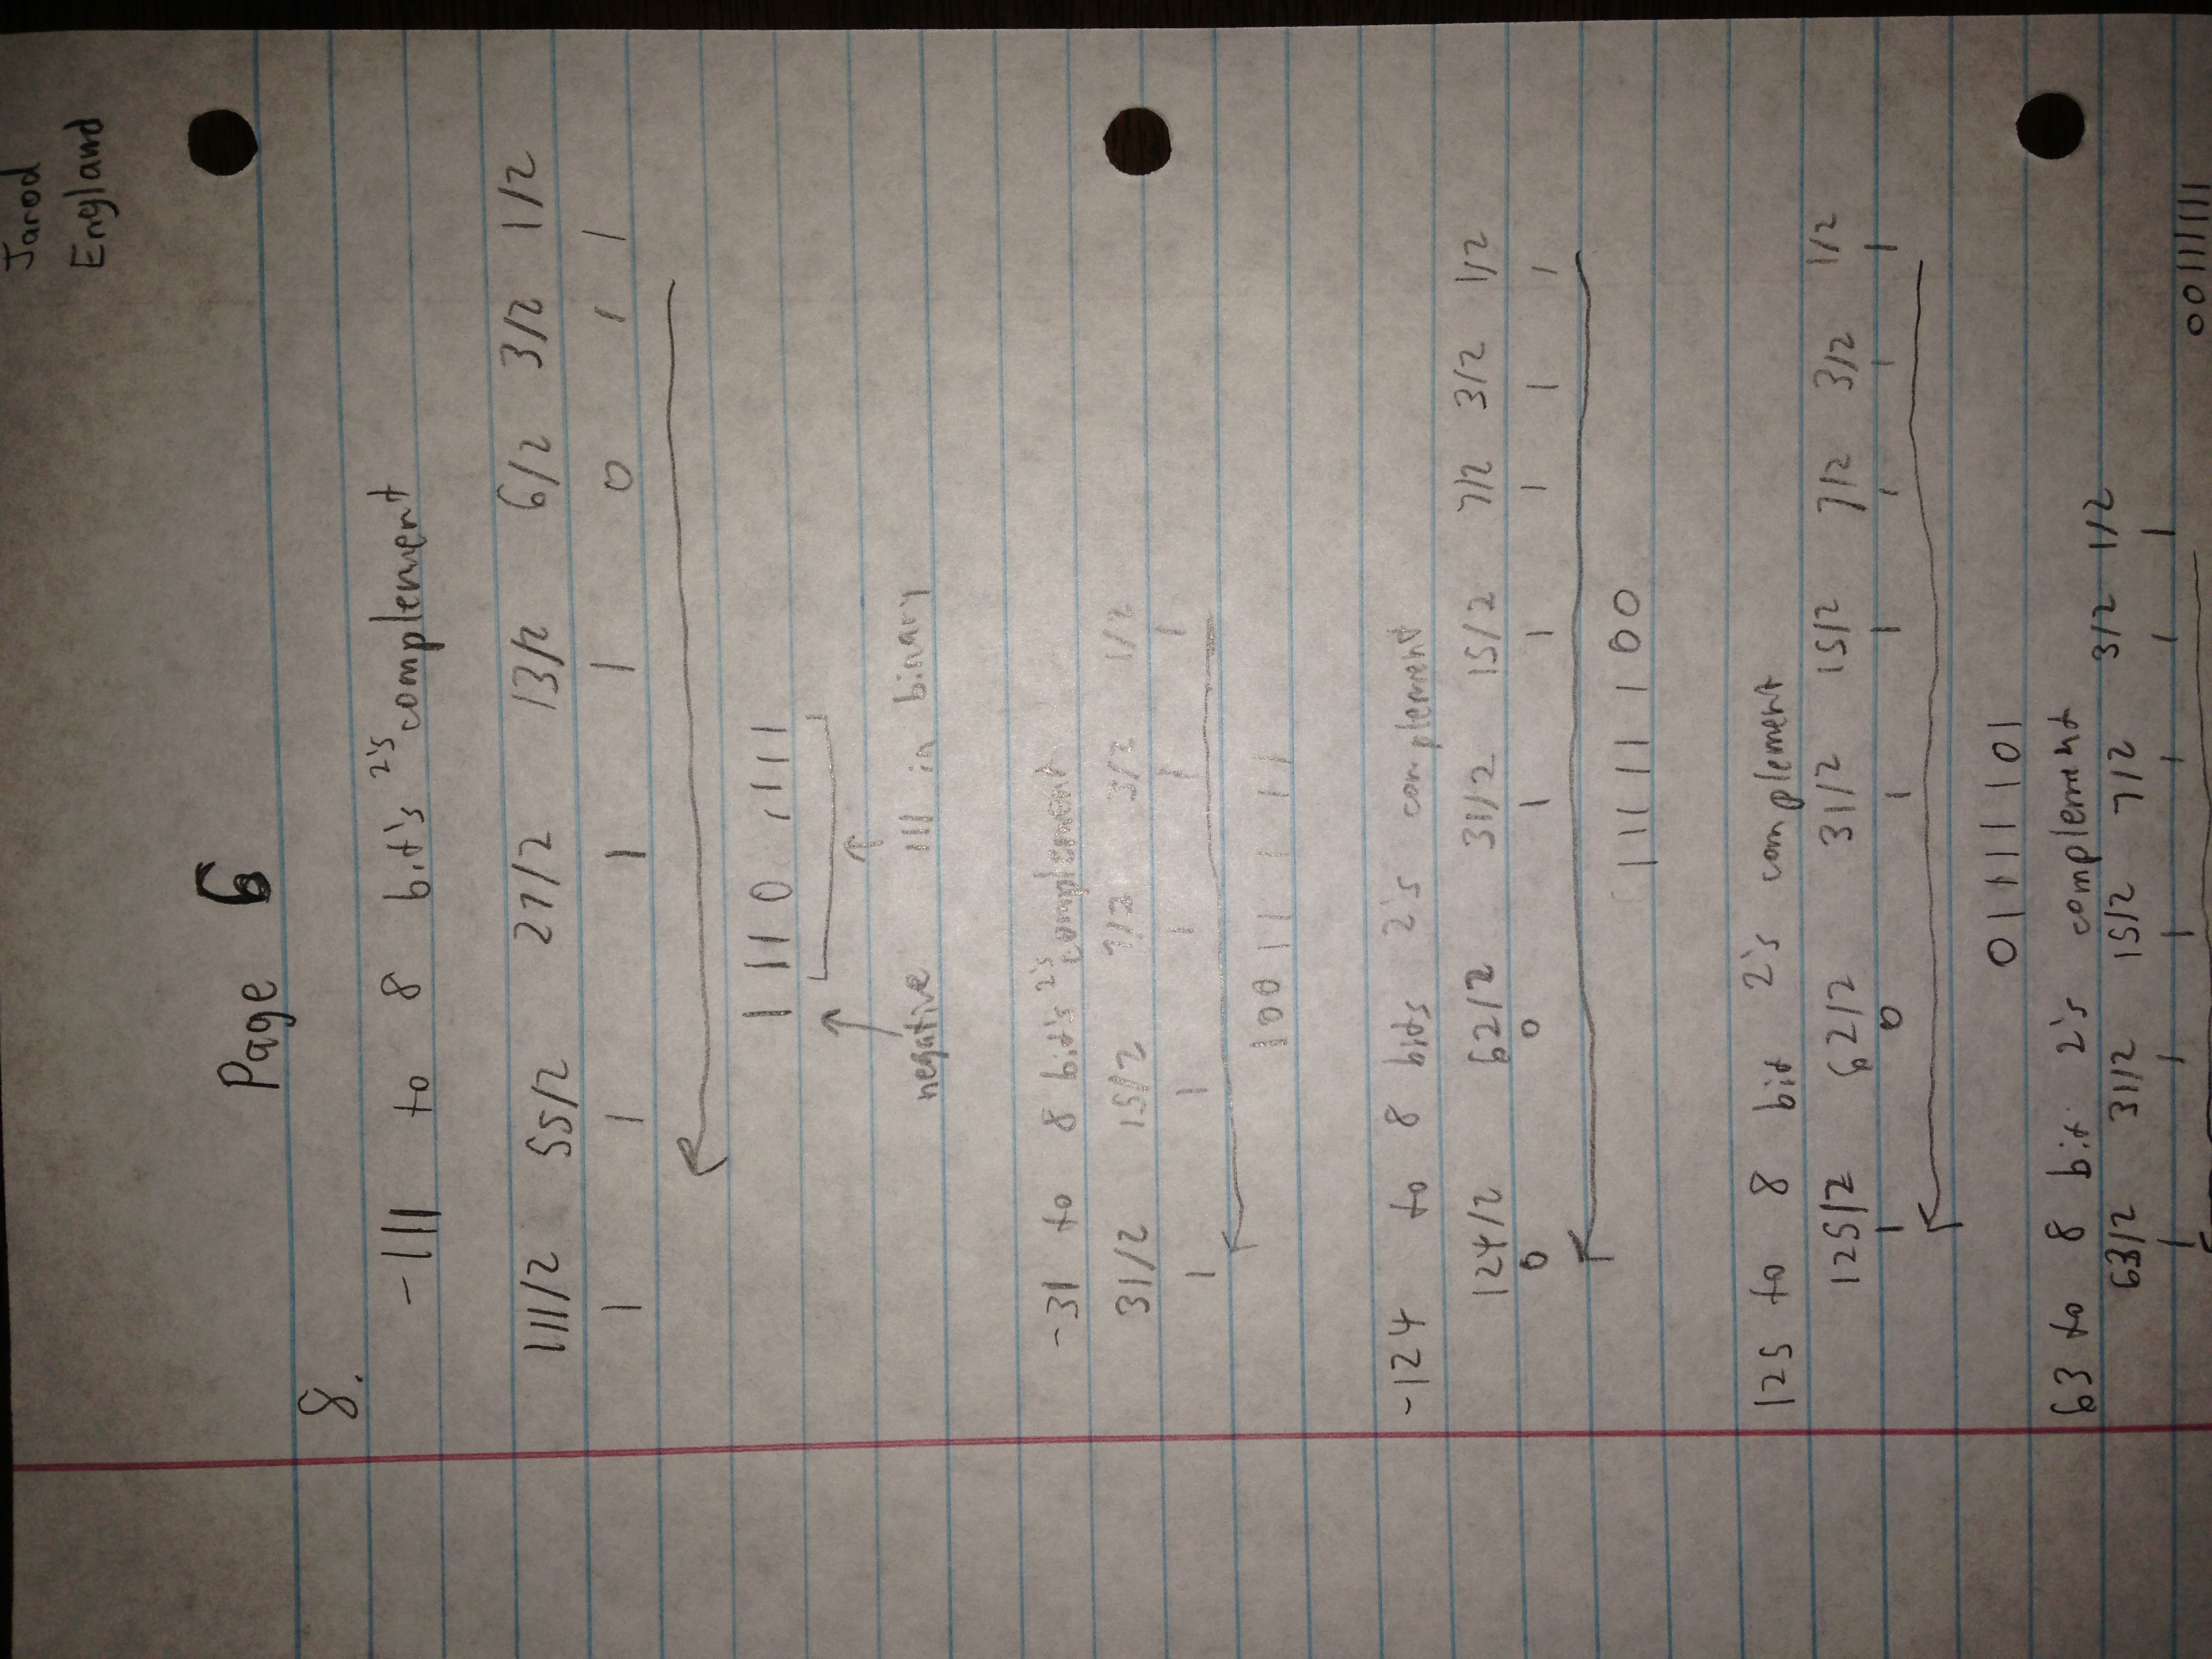 Jarod
England
Page 6
8.
-111 to 8 bit's 2's complement
111/2 55/2 27/2 13/2 6/2 3/2 1/2
1 1 1 1 0 1 1
1 110 1111
negative 111 in binary
-31 to 8 bit's 2's complement
31/2 15/2 7/2 3/2 1/2
1 1 1 1 1
10011 1 11
-124 to 8 bits 2's complement
124/2 62/2 31/2 15/2 7/2 3/2 1/2
0 0 1 1 1 1 1
11111 100
125 to 8 bit 2's complement
125/2 62/2 31/2 15/2 7/2 3/2 1/2
1 0 1 1 1 1 1
01111101
63 to 8 bit 2's complement
63/2 31/2 15/2 7/2 3/2 1/2
1 1 1 1 1 1
00111111